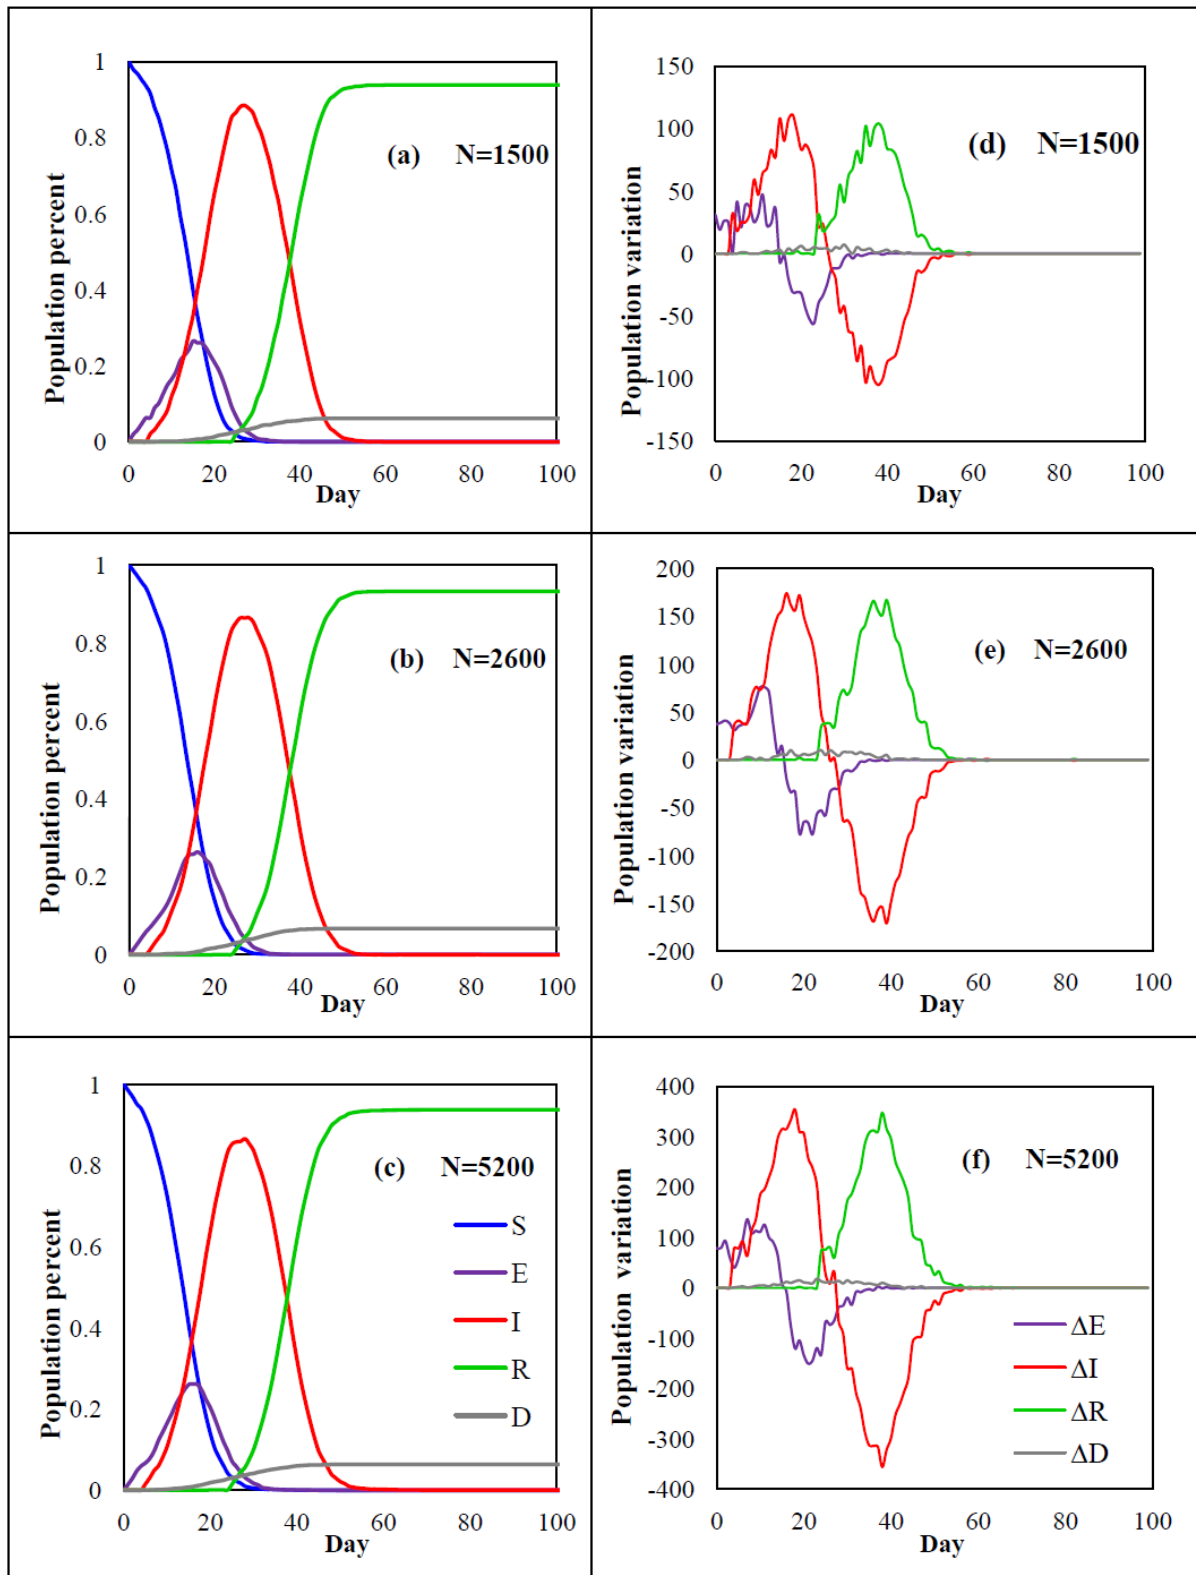 1
0.8
0.6
0.4
0.2
0
0 20 40 60 80 100
Population percent
Day
(a) N=1500
150
100
50
0
-50
-100
-150
0 20 40 60 80 100
Population variation
Day
(d) N=1500
1
0.8
0.6
0.4
0.2
0
0 20 40 60 80 100
Population percent
Day
(b) N=2600
200
150
100
50
0
-50
-100
-150
-200
0 20 40 60 80 100
Population variation
Day
(e) N=2600
1
0.8
0.6
0.4
0.2
0
0 20 40 60 80 100
Population percent
Day
(c) N=5200
S
E
I
R
D
400
300
200
100
0
-100
-200
-300
-400
0 20 40 60 80 100
Population variation
Day
(f) N=5200
ΔE
ΔI
ΔR
ΔD